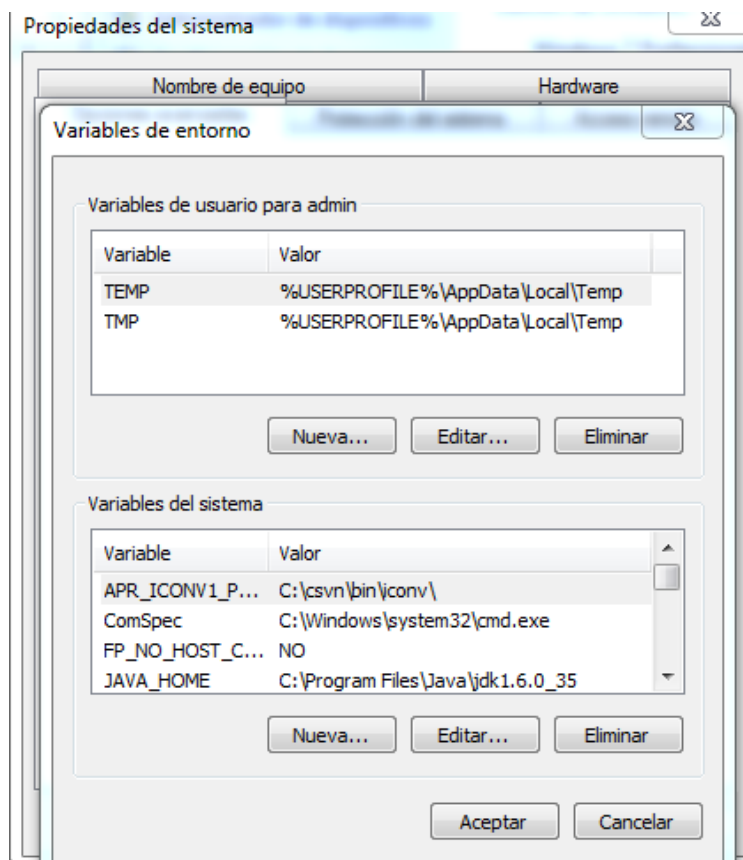 Propiedades del sistema
Nombre de equipo Hardware
Variables de entorno
Variables de usuario para admin
Variable Valor
TEMP %USERPROFILE%\AppData\Local\Temp
TMP %USERPROFILE%\AppData\Local\Temp
Nueva... Editar... Eliminar
Variables del sistema
Variable Valor
APR_ICONV1_P... C:\csvn\bin\iconv\
ComSpec C:\Windows\system32\cmd.exe
FP_NO_HOST_C... NO
JAVA_HOME C:\Program Files\Java\jdk1.6.0_35
Nueva... Editar... Eliminar
Aceptar Cancelar